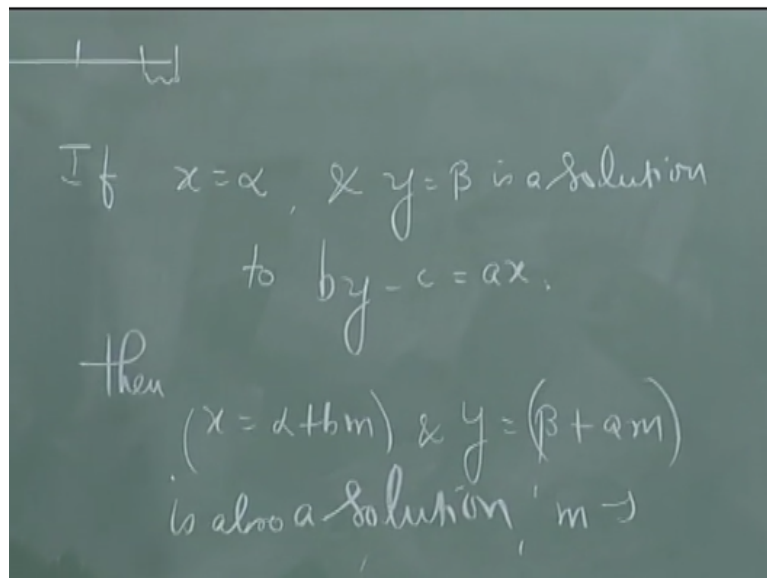 If x = α, & y = β is a solution
to by - c = ax.
then
(x = α + bm) & y = (β + am)
is also a solution, m